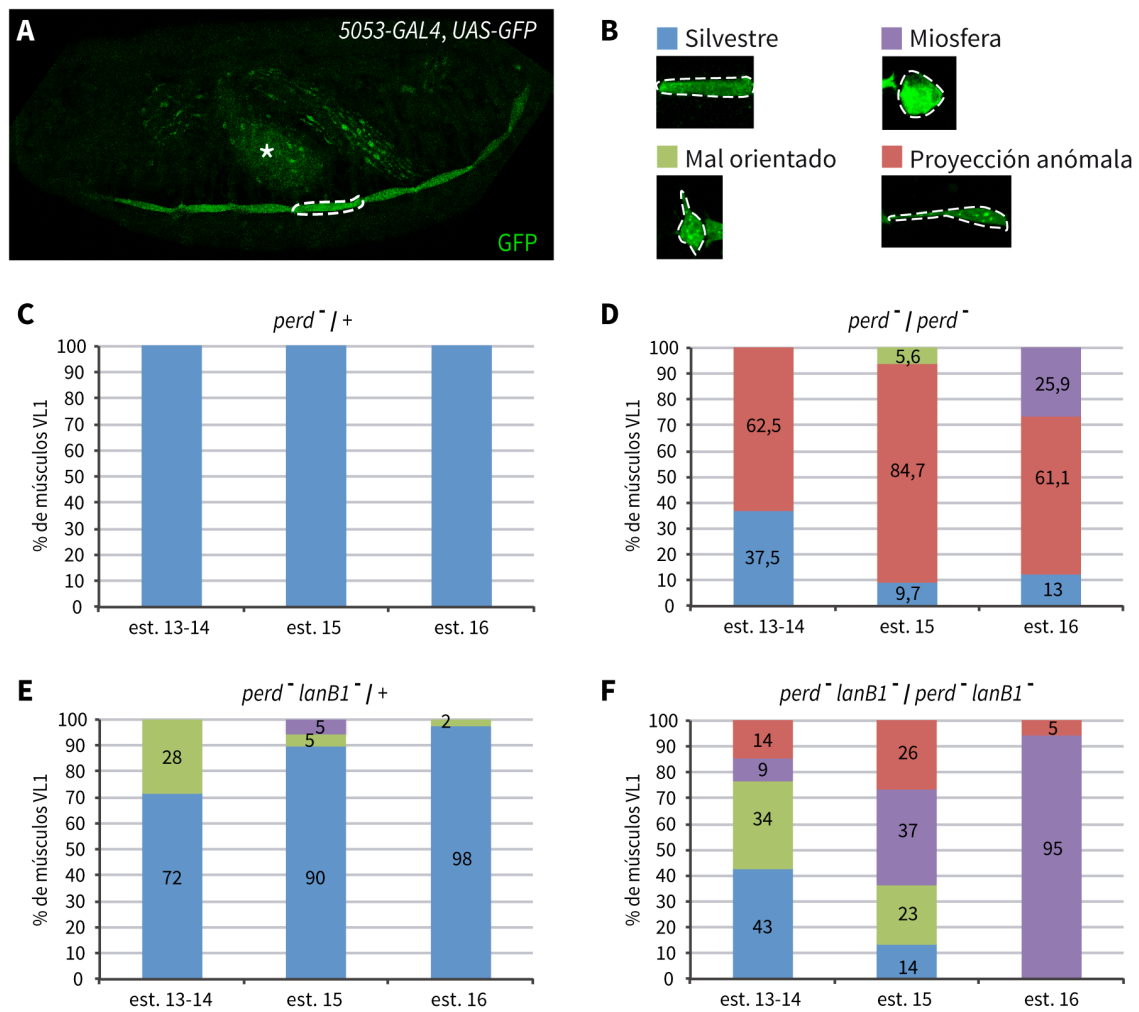 A
5053-GAL4, UAS-GFP
*
GFP
B
Silvestre
Miosfera
Mal orientado
Proyección anómala
C
perd⁻ / +
% de músculos VL1
100
90
80
70
60
50
40
30
20
10
0
est. 13-14 est. 15 est. 16
D
perd⁻ / perd⁻
% de músculos VL1
100
90
80
70
60
50
40
30
20
10
0
62,5
37,5
5,6
84,7
9,7
25,9
61,1
13
est. 13-14 est. 15 est. 16
E
perd⁻ lanB1⁻ / +
% de músculos VL1
100
90
80
70
60
50
40
30
20
10
0
28
72
5
5
90
2
98
est. 13-14 est. 15 est. 16
F
perd⁻ lanB1⁻ / perd⁻ lanB1⁻
% de músculos VL1
100
90
80
70
60
50
40
30
20
10
0
14
9
34
43
26
37
23
14
5
95
est. 13-14 est. 15 est. 16